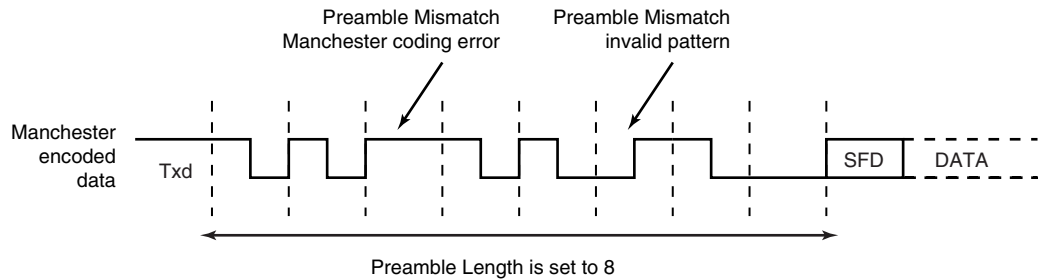 Preamble Mismatch
Manchester coding error
Preamble Mismatch
invalid pattern
Manchester
encoded
data
Txd
SFD
DATA
Preamble Length is set to 8